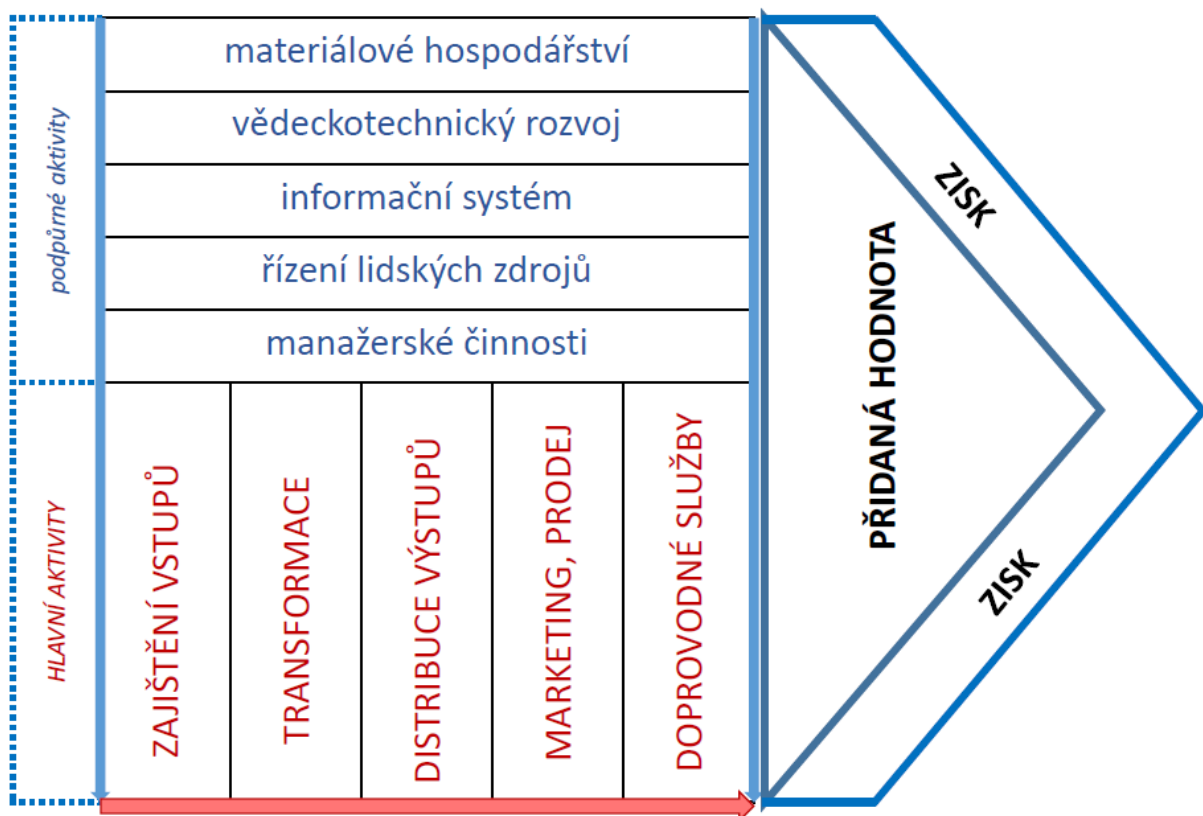 podpůrné aktivity
materiálové hospodářství
vědeckotechnický rozvoj
informační systém
řízení lidských zdrojů
manažerské činnosti
HLAVNÍ AKTIVITY
ZAJIŠTĚNÍ VSTUPŮ
TRANSFORMACE
DISTRIBUCE VÝSTUPŮ
MARKETING, PRODEJ
DOPROVODNÉ SLUŽBY
PŘIDANÁ HODNOTA
ZISK
ZISK